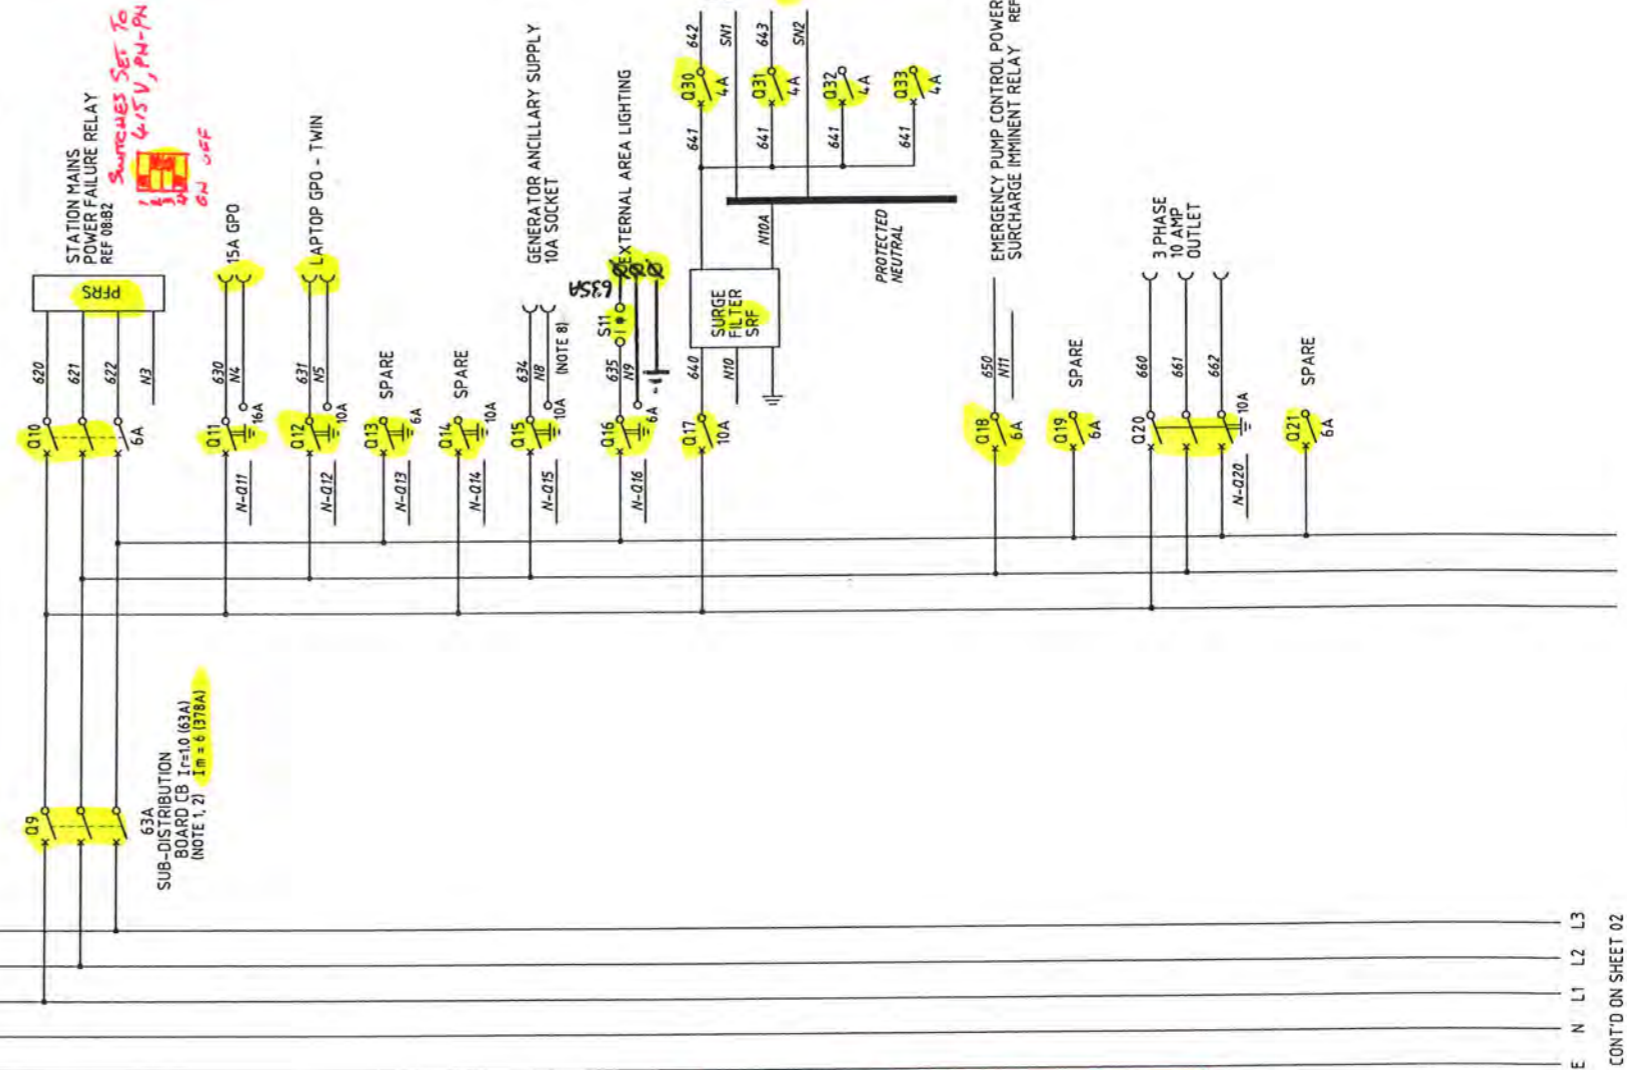 SWITCHES SET TO
415V, PH-PH
1
2
3
4
ON OFF
STATION MAINS
POWER FAILURE RELAY
REF 08:B2
PFRS
620
621
622
N3
Q10
6A
15A GPO
630
N4
Q11
16A
N-Q11
LAPTOP GPO - TWIN
631
N5
Q12
10A
N-Q12
SPARE
Q13
6A
N-Q13
SPARE
Q14
10A
N-Q14
GENERATOR ANCILLARY SUPPLY
10A SOCKET
634
N8
(NOTE 8)
Q15
10A
N-Q15
EXTERNAL AREA LIGHTING
635A
S11
635
N9
Q16
6A
N-Q16
642
SN1
643
SN2
Q30
4A
Q31
4A
Q32
4A
Q33
4A
641
641
641
641
N10A
PROTECTED
NEUTRAL
SURGE
FILTER
SRF
640
N10
Q17
10A
EMERGENCY PUMP CONTROL POWER
SURCHARGE IMMINENT RELAY REF
650
N11
Q18
6A
SPARE
Q19
6A
3 PHASE
10 AMP
OUTLET
660
661
662
Q20
10A
N-Q20
SPARE
Q21
6A
Q9
63A
SUB-DISTRIBUTION
BOARD CB Ir=1.0 (63A)
(NOTE 1, 2) Im = 6 (378A)
E N L1 L2 L3
CONT'D ON SHEET 02